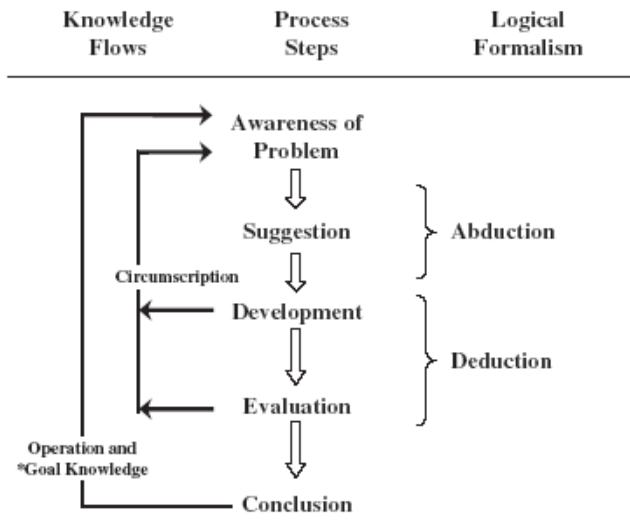 Knowledge Flows
Process Steps
Logical Formalism
Awareness of
Problem
Suggestion
Abduction
Circumscription
Development
Deduction
Evaluation
Operation and
*Goal Knowledge
Conclusion